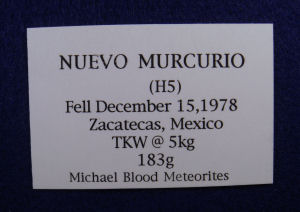 NUEVO MURCURIO
(H5)
Fell December 15,1978
Zacatecas, Mexico
TKW @ 5kg
183g
Michael Blood Meteorites